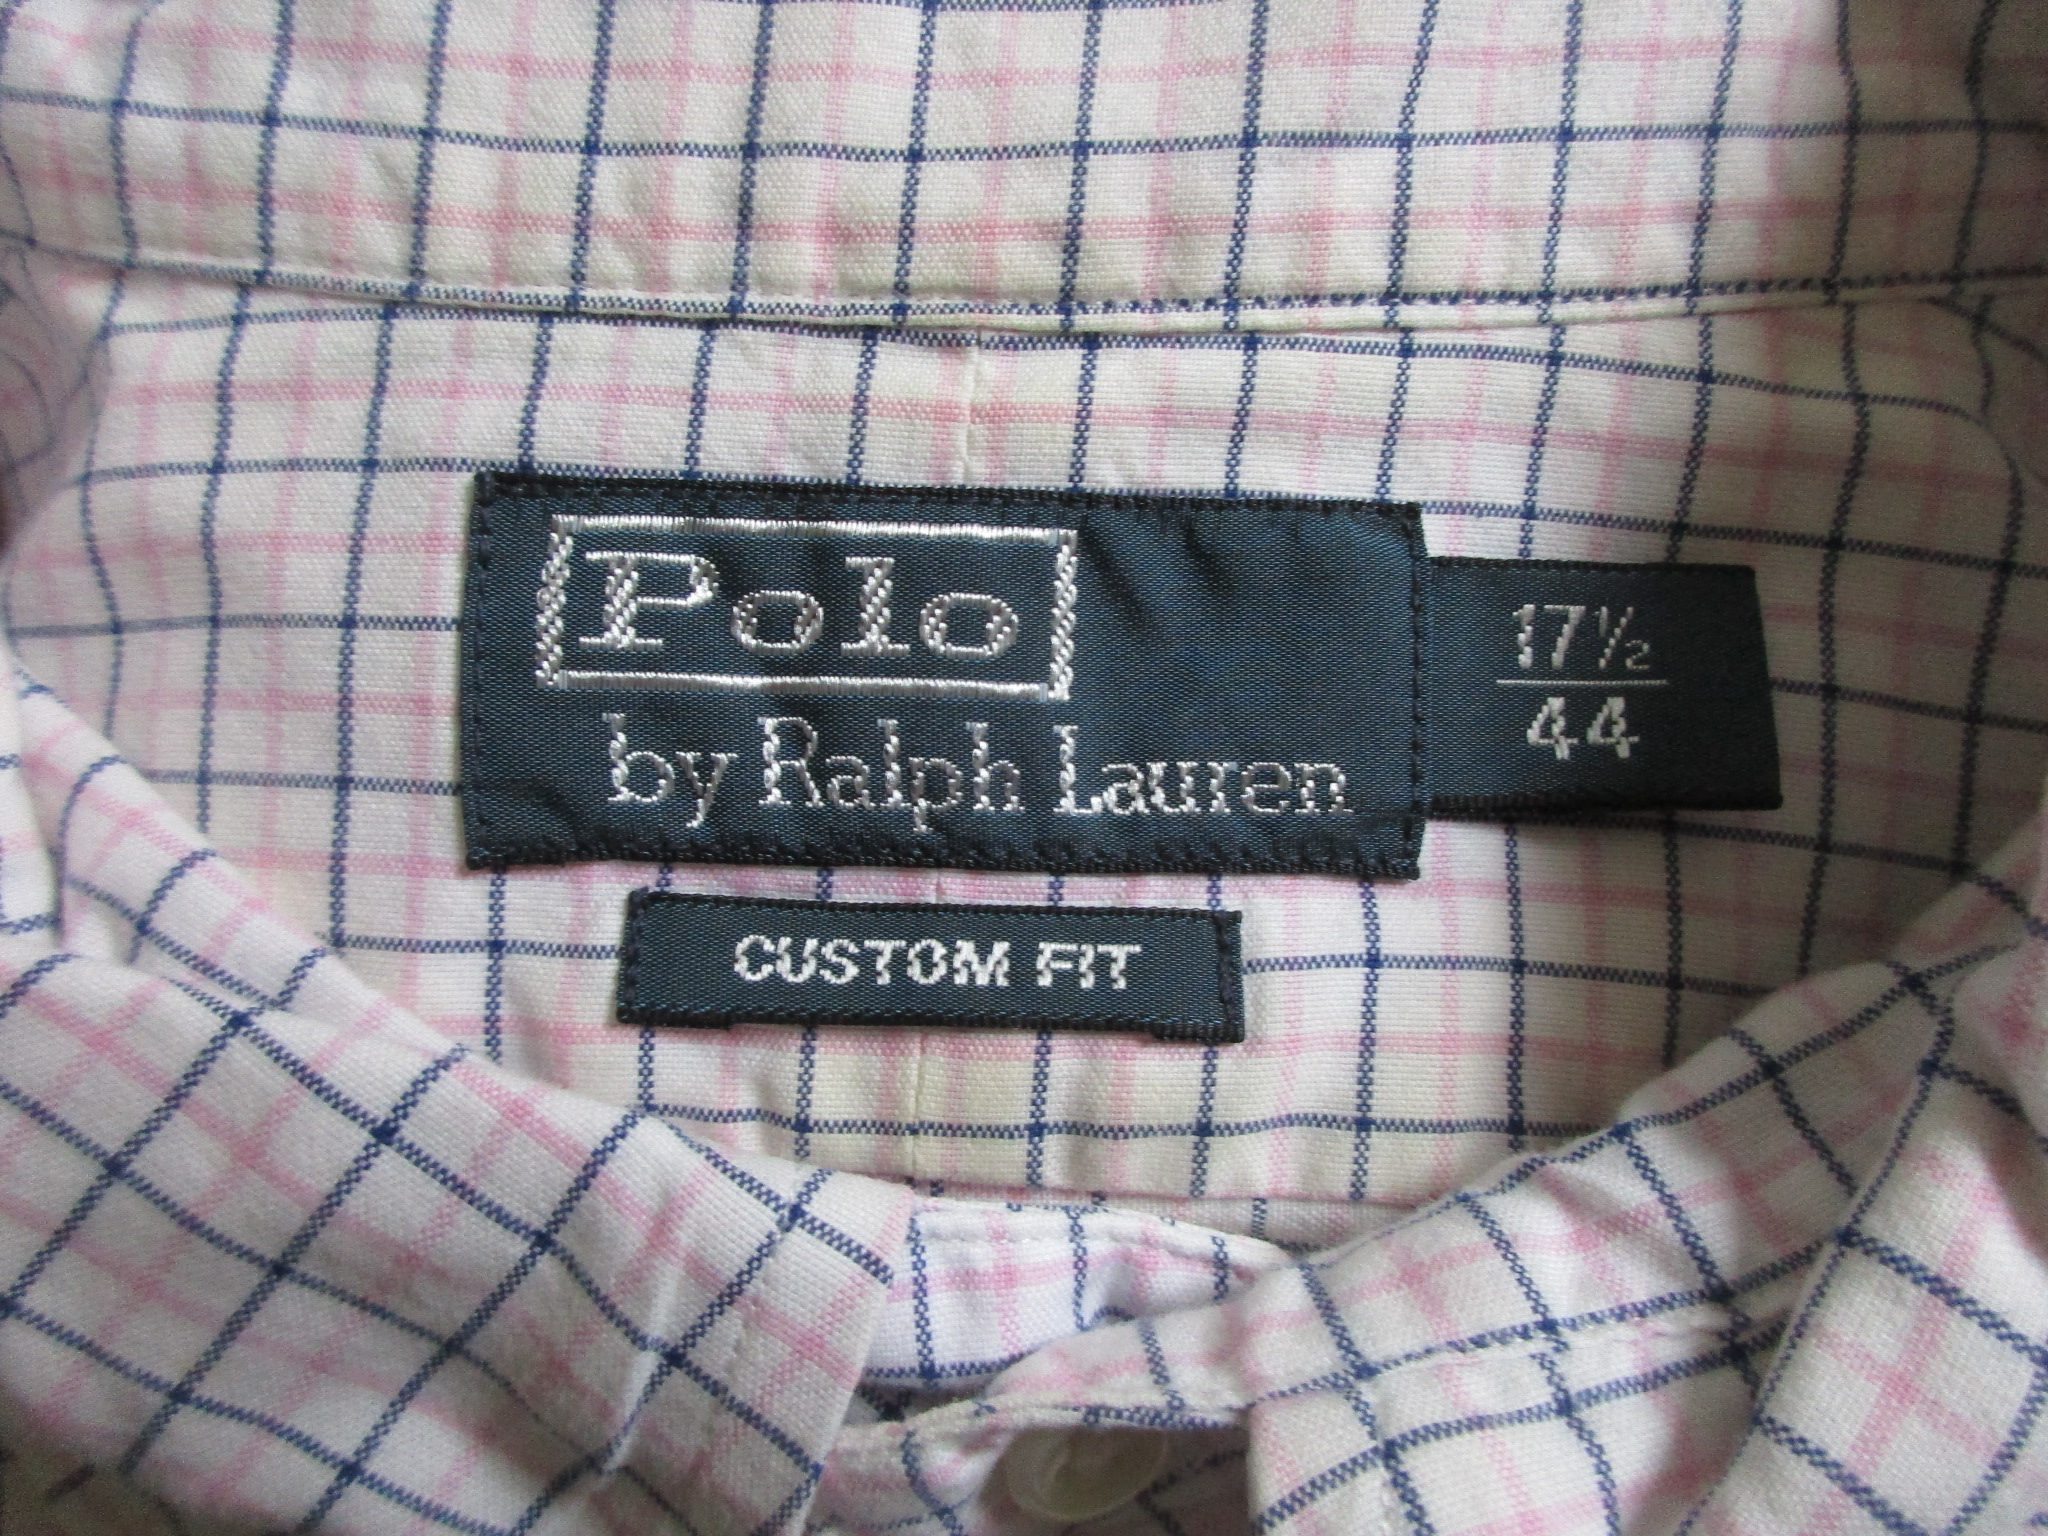 Polo
by Ralph Lauren
17½
44
CUSTOM FIT